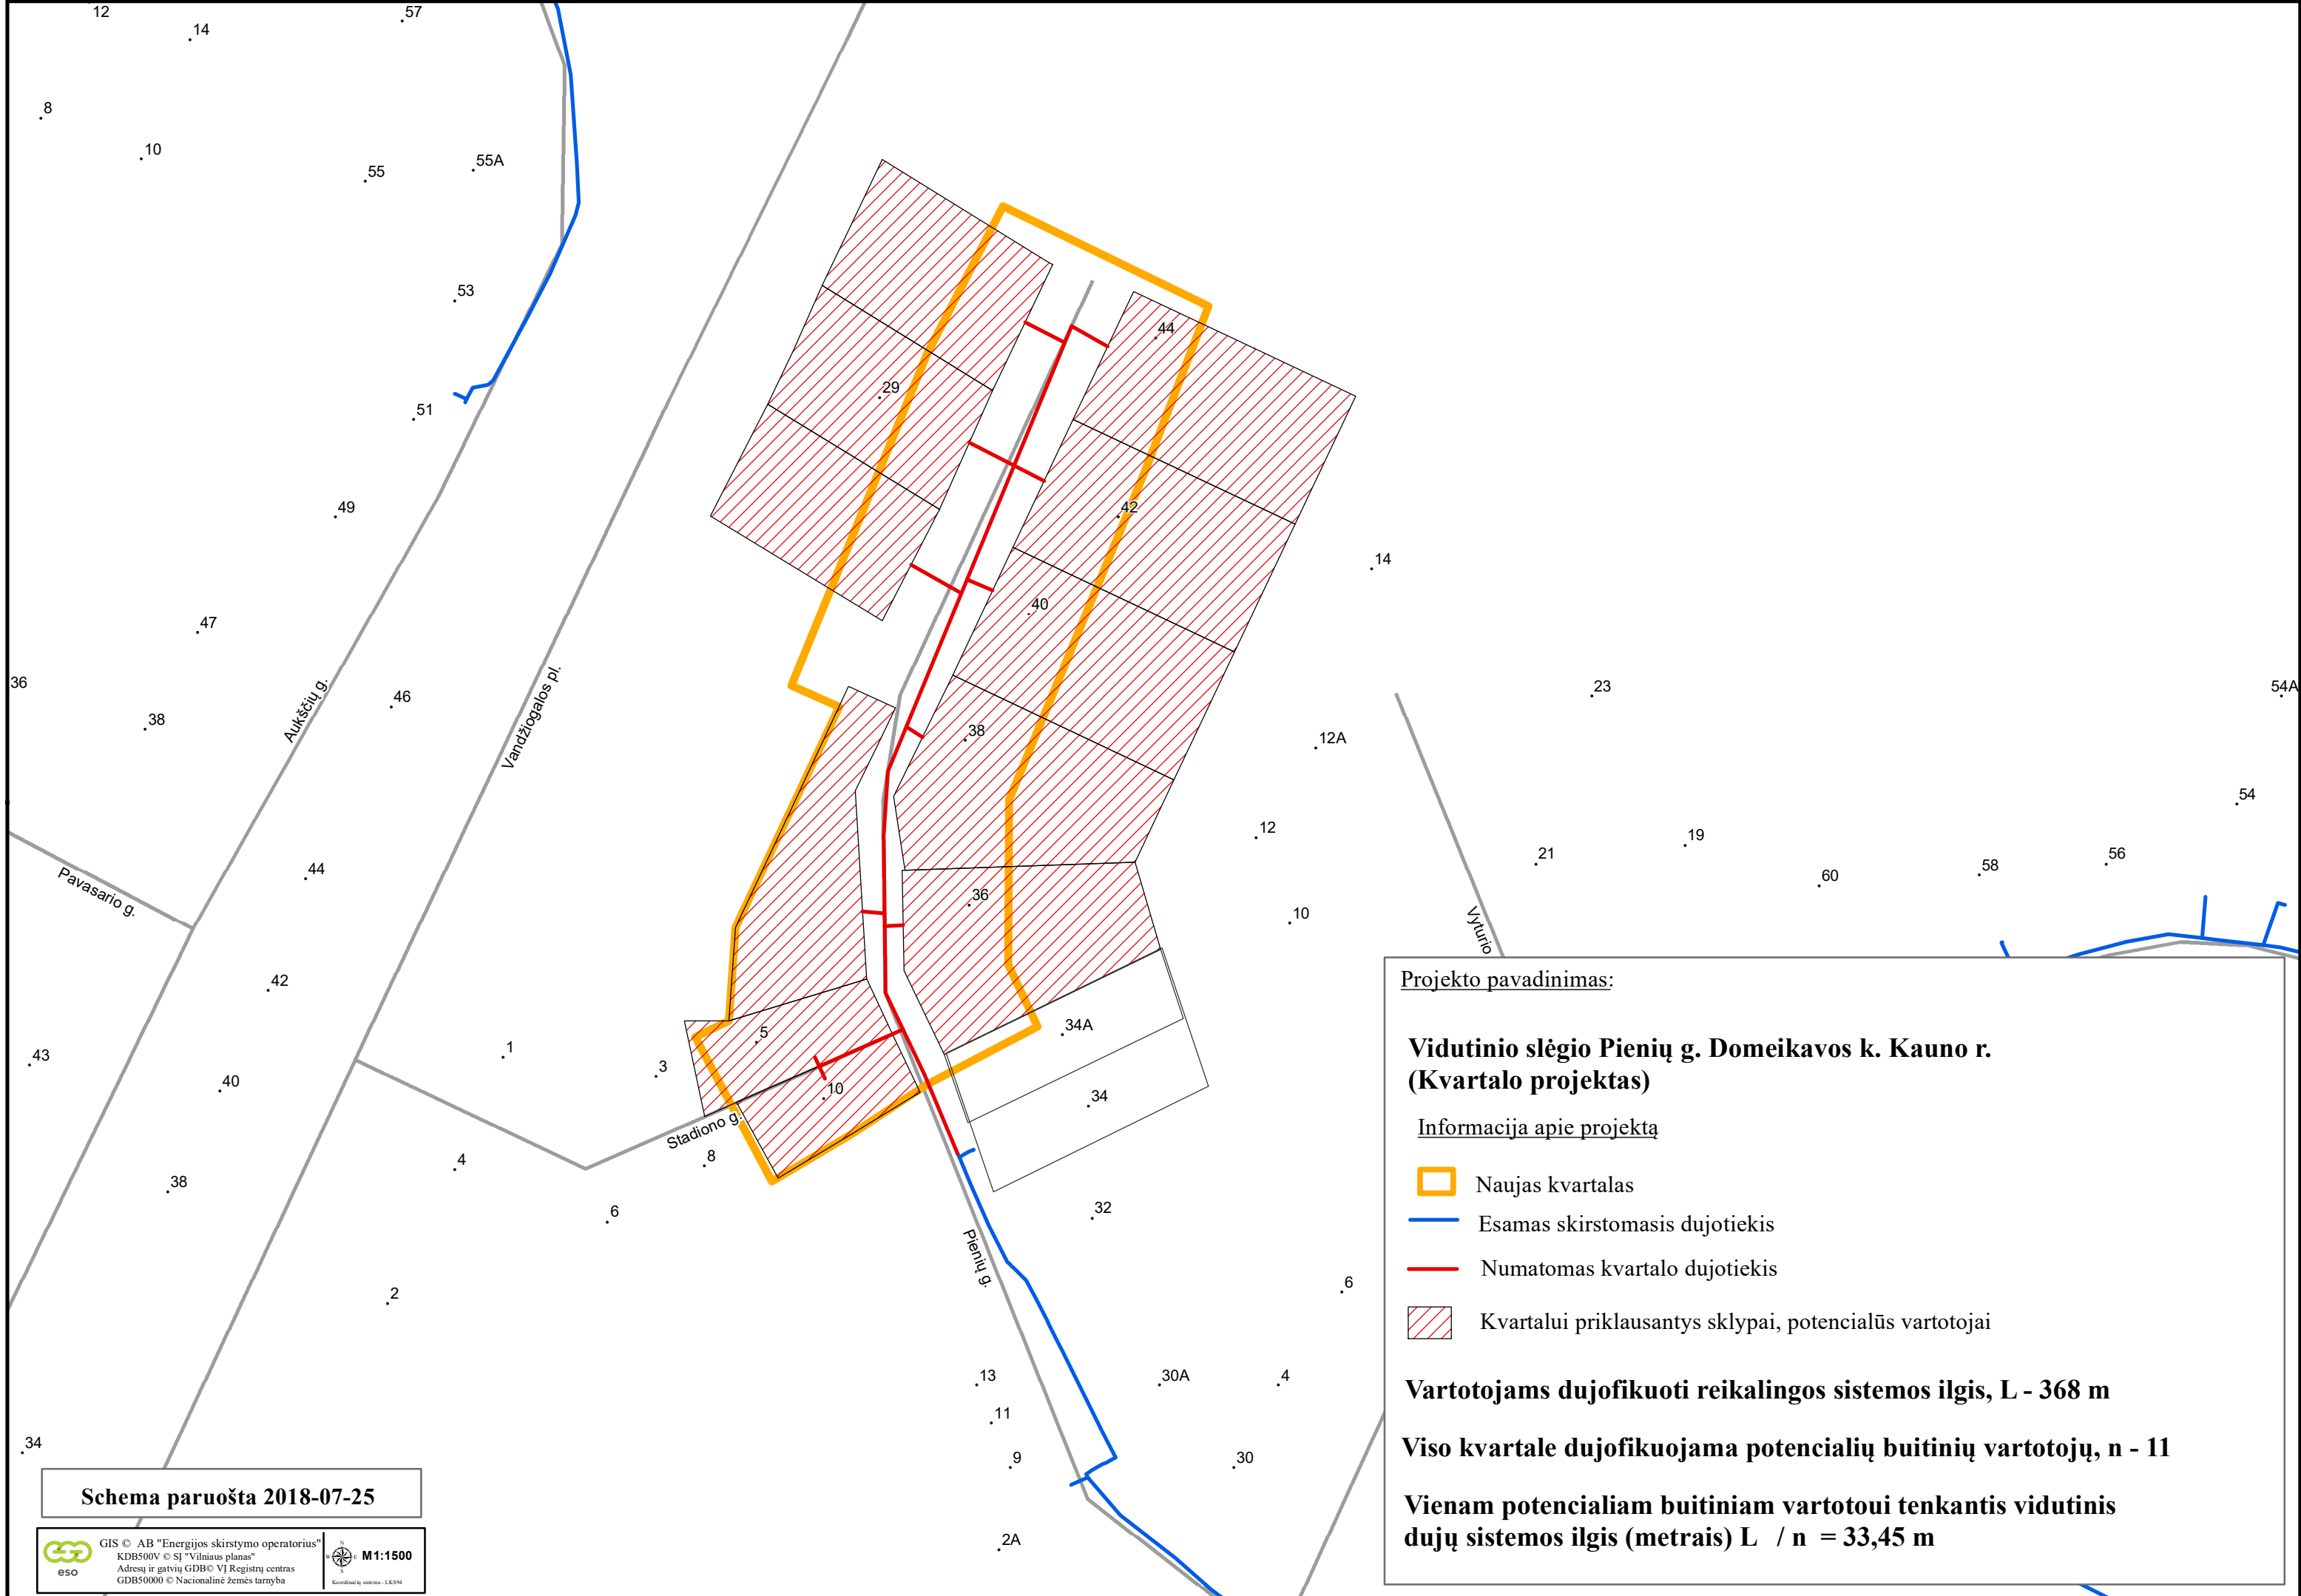 12
14
57
8
10
55
55A
53
51
49
47
36
38
46
44
42
43
40
38
34
Aukščių g.
Vandžiogalos pl.
Pavasario g.
29
44
42
40
38
36
14
12A
12
10
23
21
19
60
58
56
54
54A
Vyturio
1
3
5
10
34A
34
Stadiono g.
8
4
6
2
32
Pienių g.
6
13
11
9
30A
4
30
2A
Projekto pavadinimas:
Vidutinio slėgio Pienių g. Domeikavos k. Kauno r.
(Kvartalo projektas)
Informacija apie projektą
Naujas kvartalas
Esamas skirstomasis dujotiekis
Numatomas kvartalo dujotiekis
Kvartalui priklausantys sklypai, potencialūs vartotojai
Vartotojams dujofikuoti reikalingos sistemos ilgis, L - 368 m
Viso kvartale dujofikuojama potencialių buitinių vartotojų, n - 11
Vienam potencialiam buitiniam vartotoui tenkantis vidutinis
dujų sistemos ilgis (metrais) L / n = 33,45 m
Schema paruošta 2018-07-25
eso
GIS © AB "Energijos skirstymo operatorius"
KDB500V © SĮ "Vilniaus planas"
Adresų ir gatvių GDB© VĮ Registrų centras
GDB50000 © Nacionalinė žemės tarnyba
N
W E
S
M1:1500
Koordinačių sistema - LKS94